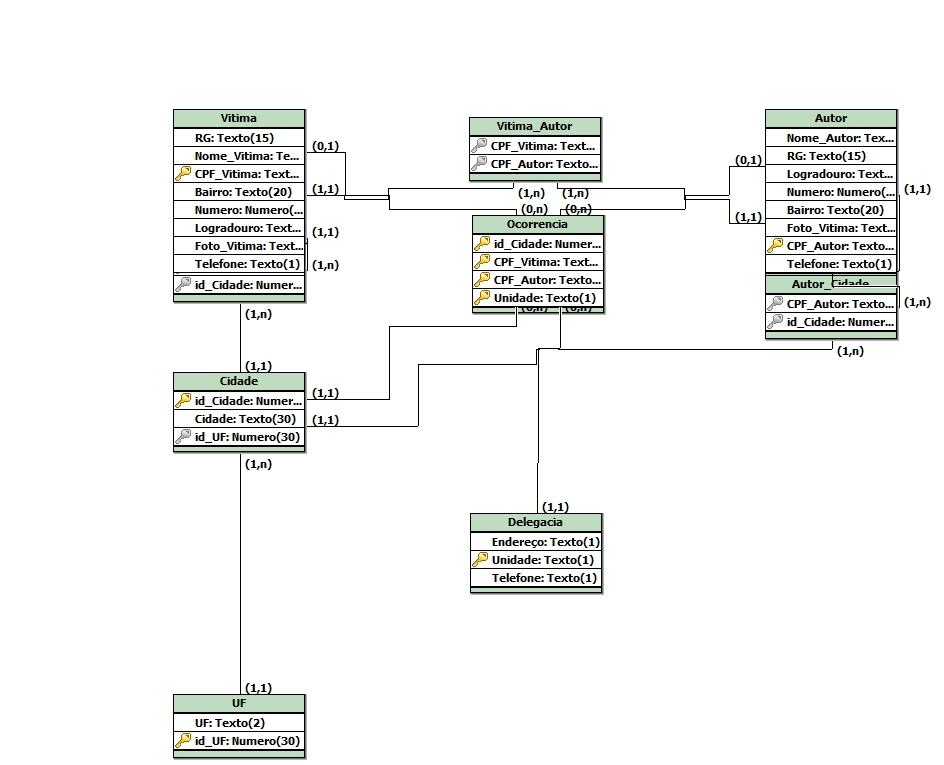 Vitima
RG: Texto(15)
Nome_Vitima: Te...
CPF_Vitima: Text...
Bairro: Texto(20)
Numero: Numero(...
Logradouro: Text...
Foto_Vitima: Text...
Telefone: Texto(1)
id_Cidade: Numer...
(0,1)
(1,1)
(1,1)
(1,n)
(1,n)
Vitima_Autor
CPF_Vitima: Text...
CPF_Autor: Texto...
(1,n)
(1,n)
(0,n)
(0,n)
Ocorrencia
id_Cidade: Numer...
CPF_Vitima: Text...
CPF_Autor: Texto...
Unidade: Texto(1)
(0,n)
(0,n)
Autor
Nome_Autor: Tex...
RG: Texto(15)
Logradouro: Text...
Numero: Numero(...
Bairro: Texto(20)
Foto_Vitima: Text...
CPF_Autor: Texto...
Telefone: Texto(1)
(0,1)
(1,1)
(1,1)
Autor_Cidade
CPF_Autor: Texto...
id_Cidade: Numer...
(1,n)
(1,n)
(1,1)
Cidade
id_Cidade: Numer...
Cidade: Texto(30)
id_UF: Numero(30)
(1,1)
(1,1)
(1,n)
(1,1)
Delegacia
Endereço: Texto(1)
Unidade: Texto(1)
Telefone: Texto(1)
(1,1)
UF
UF: Texto(2)
id_UF: Numero(30)